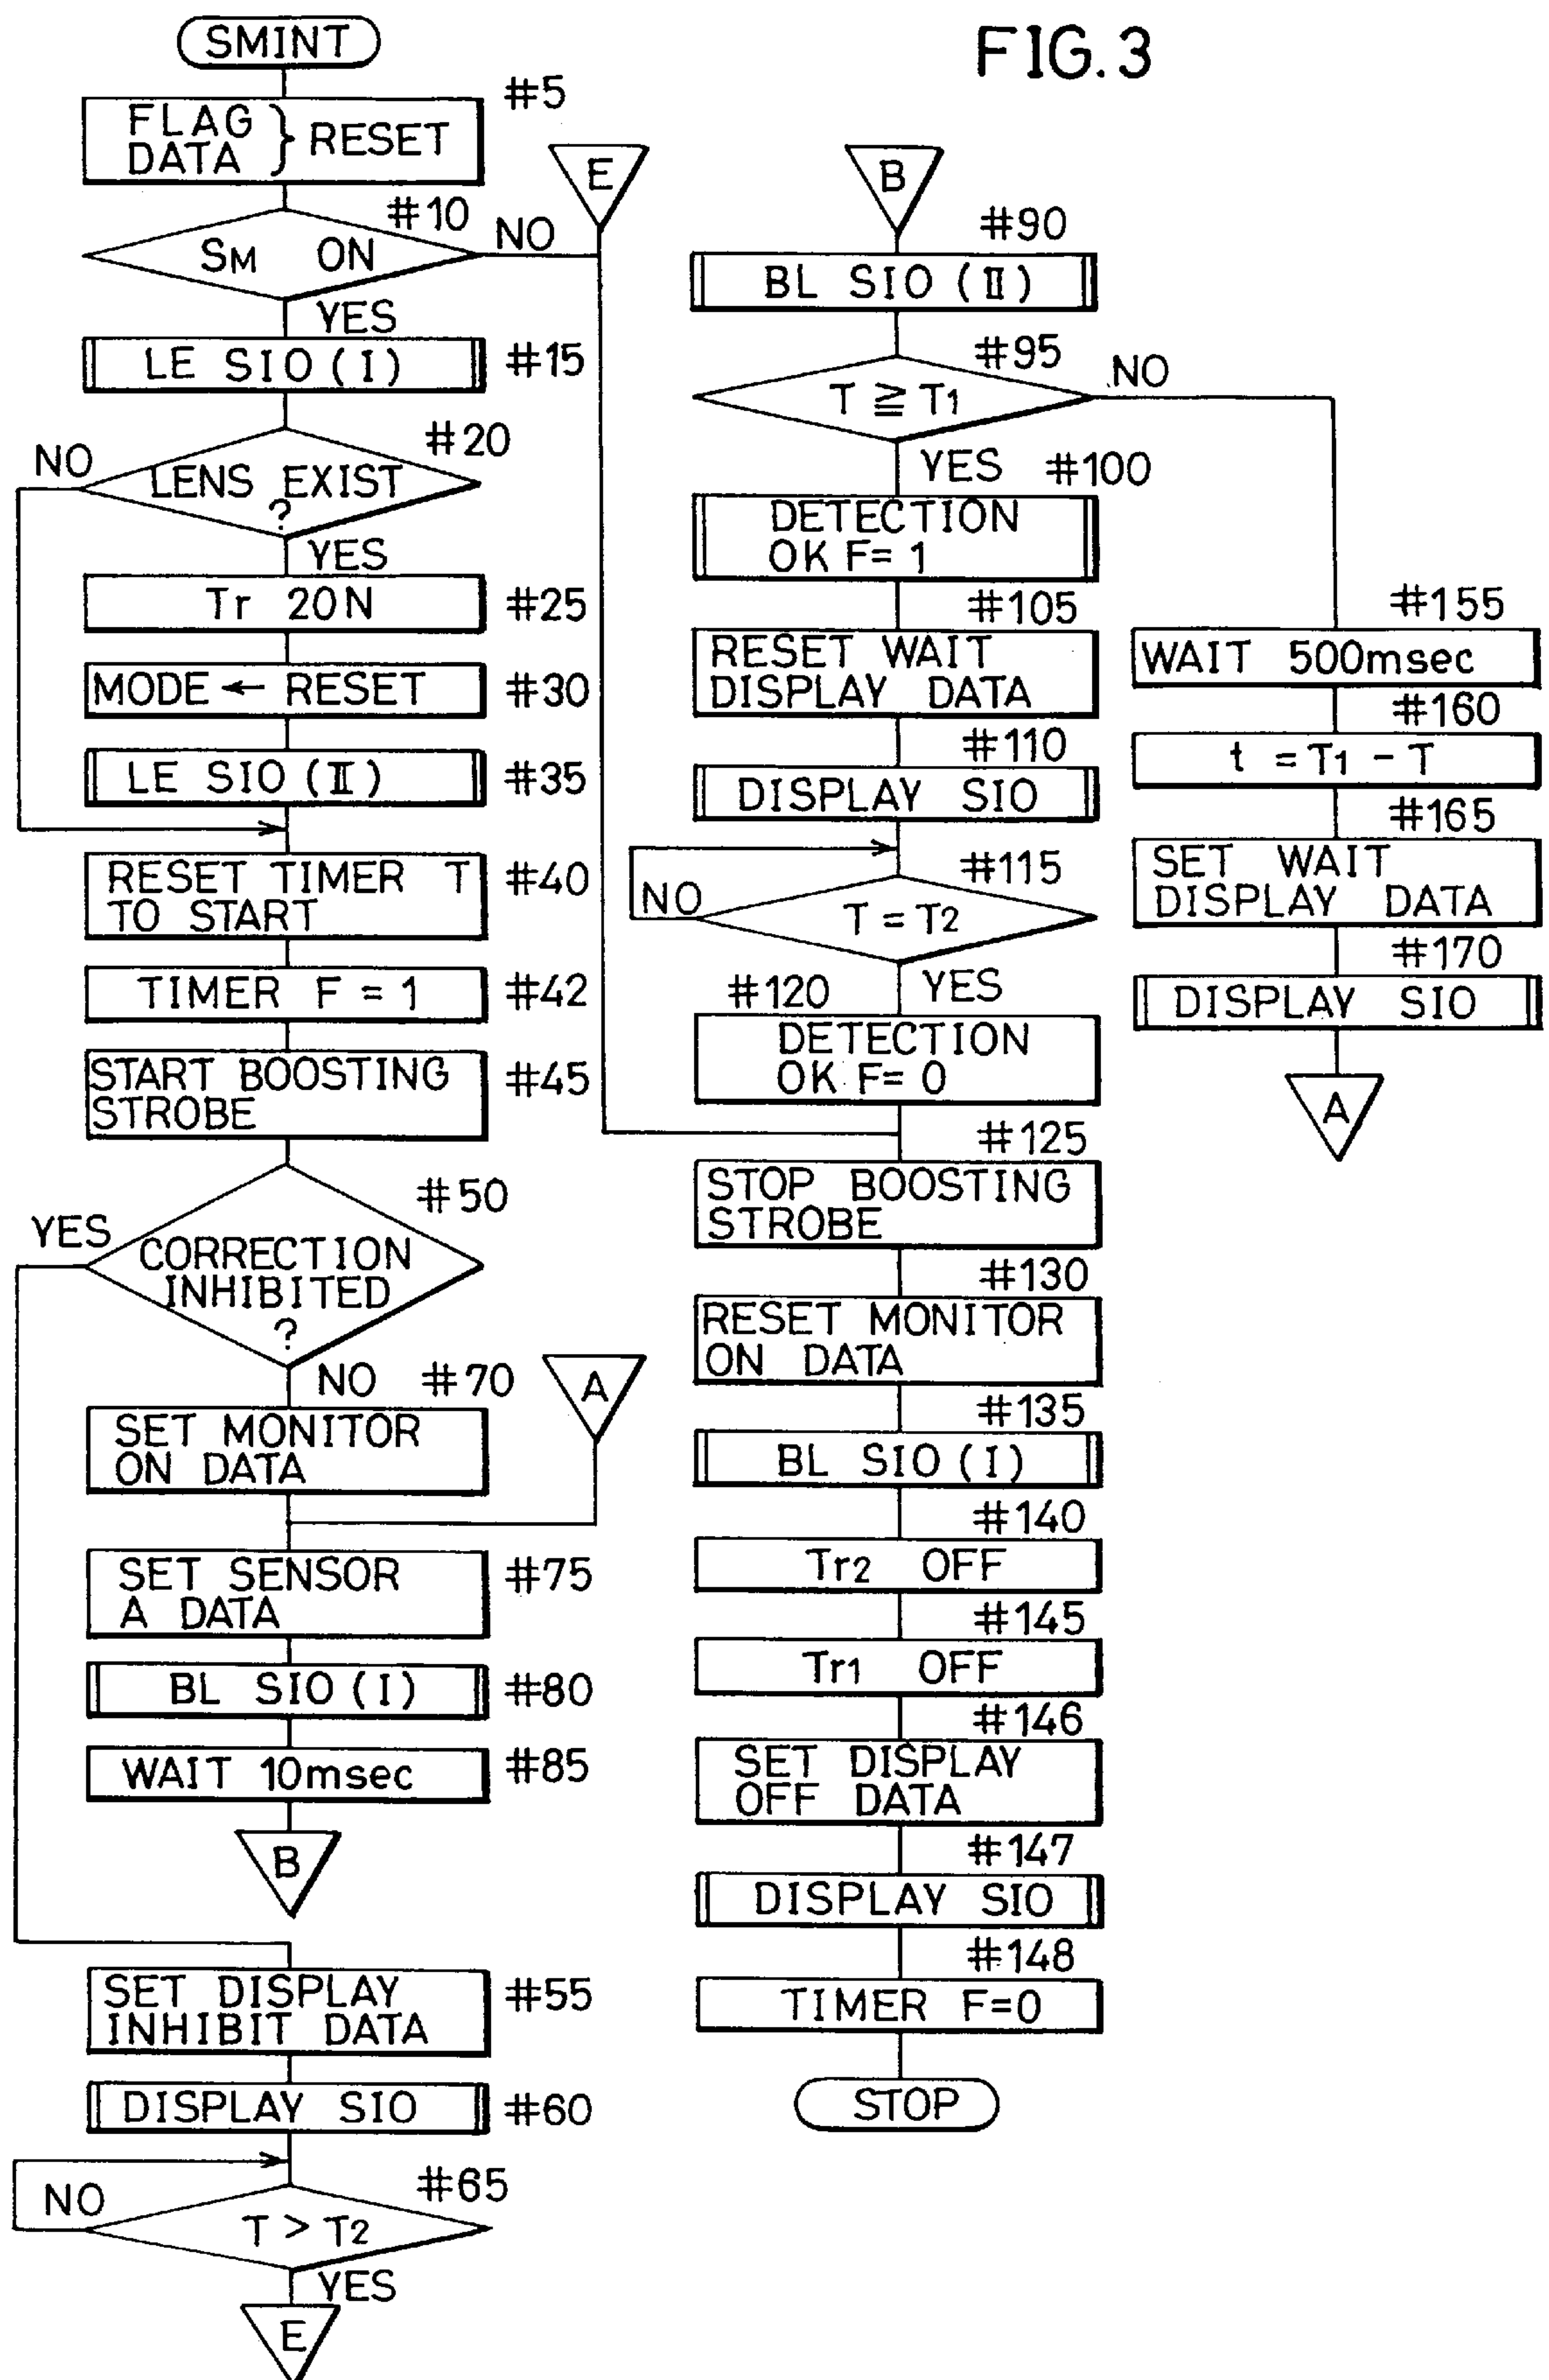 FIG. 3
SMINT
#5
FLAG
DATA } RESET
#10
SM ON
NO
YES
LE SIO (I)
#15
#20
NO
LENS EXIST
?
YES
Tr 20N
#25
MODE ← RESET
#30
LE SIO (II)
#35
RESET TIMER T
TO START
#40
TIMER F = 1
#42
START BOOSTING
STROBE
#45
#50
YES
CORRECTION
INHIBITED
?
NO
#70
SET MONITOR
ON DATA
A
SET SENSOR
A DATA
#75
BL SIO (I)
#80
WAIT 10msec
#85
B
SET DISPLAY
INHIBIT DATA
#55
DISPLAY SIO
#60
#65
NO
T > T2
YES
E
E
B
#90
BL SIO (II)
#95
T ≧ T1
NO
YES
#100
DETECTION
OK F= 1
#105
RESET WAIT
DISPLAY DATA
#110
DISPLAY SIO
#115
NO
T = T2
YES
#120
DETECTION
OK F= 0
#125
STOP BOOSTING
STROBE
#130
RESET MONITOR
ON DATA
#135
BL SIO (I)
#140
Tr2 OFF
#145
Tr1 OFF
#146
SET DISPLAY
OFF DATA
#147
DISPLAY SIO
#148
TIMER F=0
STOP
#155
WAIT 500msec
#160
t = T1 - T
#165
SET WAIT
DISPLAY DATA
#170
DISPLAY SIO
A